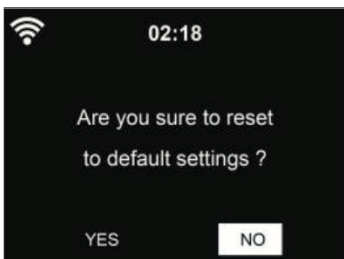 02:18
Are you sure to reset
to default settings ?
YES NO